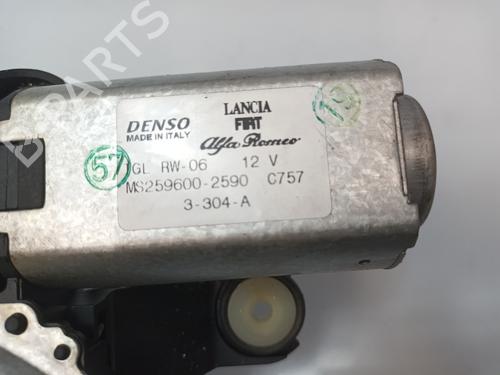 B PARTS
LANCIA
DENSO FIAT
MADE IN ITALY Alfa Romeo
57 19
GL RW-06 12 V
MS259600-2590 C757
3-304-A